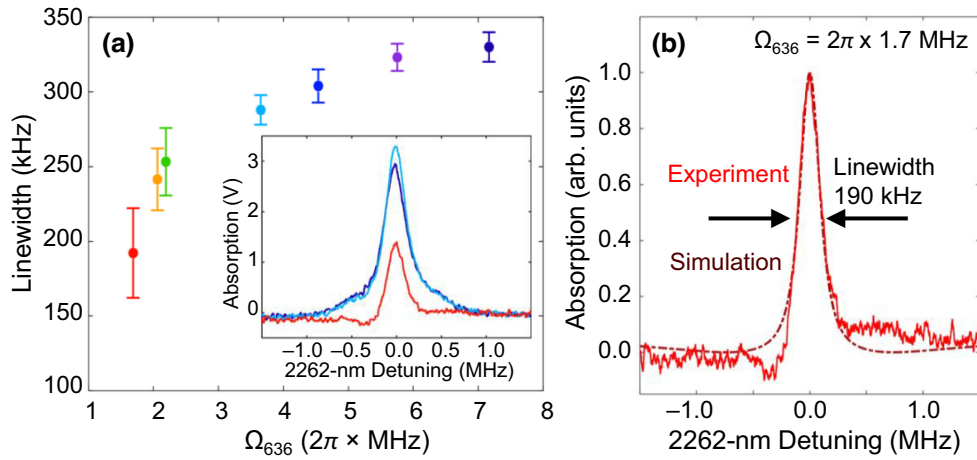 (a)
350
300
250
200
150
100
Linewidth (kHz)
1 2 3 4 5 6 7 8
Ω636 (2π × MHz)
3
2
1
0
Absorption (V)
−1.0 −0.5 0.0 0.5 1.0 1.5
2262-nm Detuning (MHz)
(b)
Ω636 = 2π x 1.7 MHz
1.0
0.8
0.6
0.4
0.2
0.0
Absorption (arb. units)
Experiment
Linewidth
190 kHz
Simulation
−1.0 0.0 1.0
2262-nm Detuning (MHz)